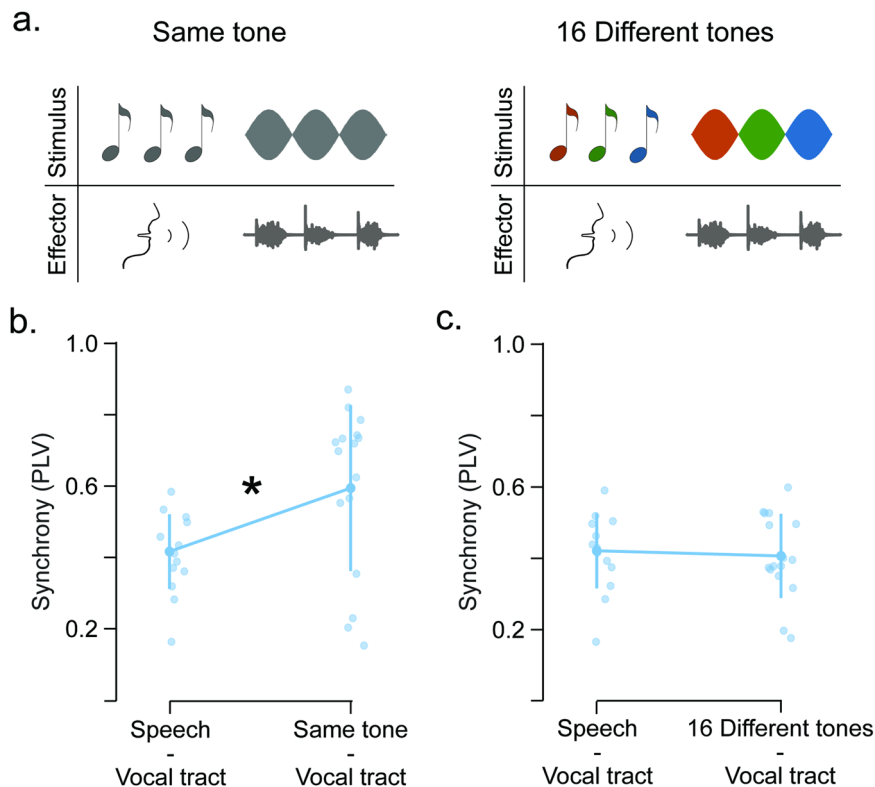 a.
Same tone
16 Different tones
Stimulus
Effector
Stimulus
Effector
b.
1.0
0.6
0.2
Synchrony (PLV)
*
Speech
-
Vocal tract
Same tone
-
Vocal tract
c.
1.0
0.6
0.2
Synchrony (PLV)
Speech
-
Vocal tract
16 Different tones
-
Vocal tract